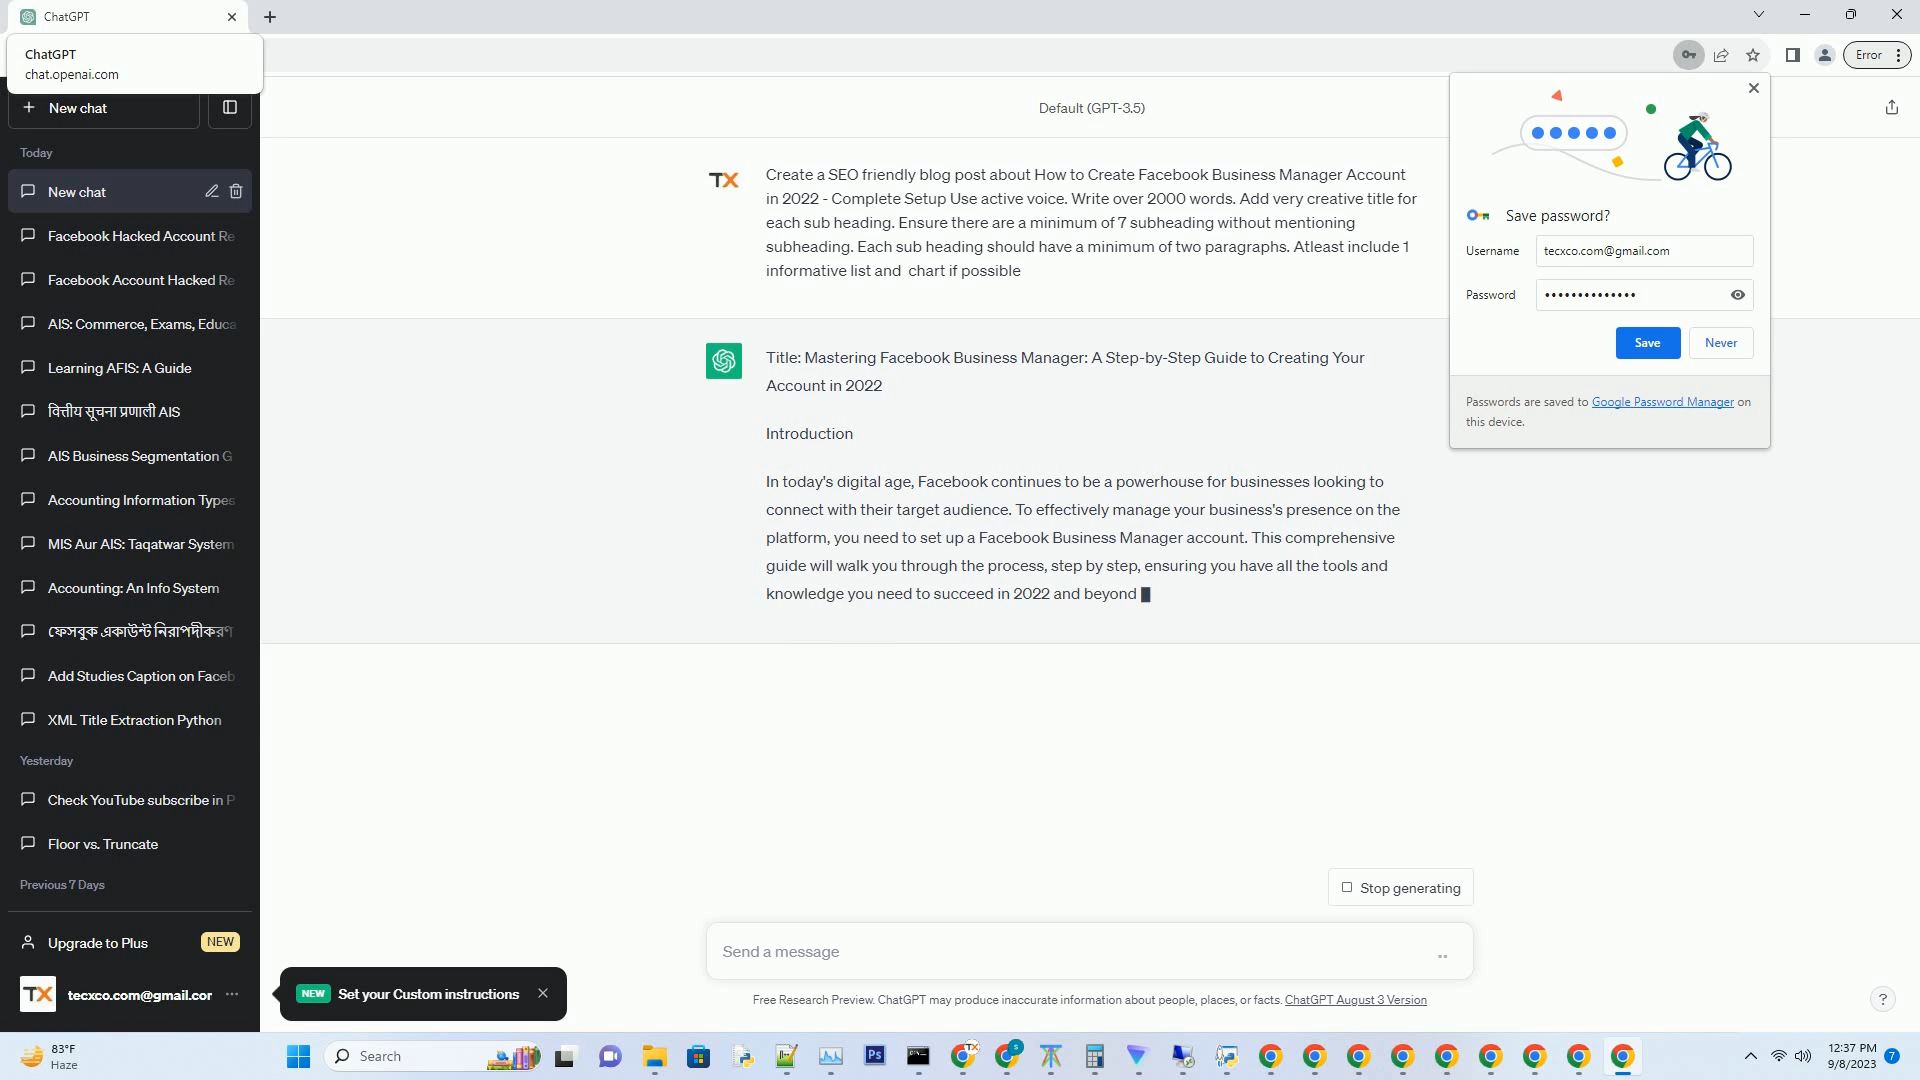 ChatGPT
ChatGPT
chat.openai.com
Error
New chat
Default (GPT-3.5)
Today
New chat
Facebook Hacked Account Re
Facebook Account Hacked Re
AIS: Commerce, Exams, Educa
Learning AFIS: A Guide
वित्तीय सूचना प्रणाली AIS
AIS Business Segmentation G
Accounting Information Types
MIS Aur AIS: Taqatwar System
Accounting: An Info System
ফেসবুক একাউন্ট নিরাপদীকরণ
Add Studies Caption on Faceb
XML Title Extraction Python
Yesterday
Check YouTube subscribe in P
Floor vs. Truncate
Previous 7 Days
Upgrade to Plus NEW
TX tecxco.com@gmail.cor
TX
Create a SEO friendly blog post about How to Create Facebook Business Manager Account
in 2022 - Complete Setup Use active voice. Write over 2000 words. Add very creative title for
each sub heading. Ensure there are a minimum of 7 subheading without mentioning
subheading. Each sub heading should have a minimum of two paragraphs. Atleast include 1
informative list and  chart if possible
Title: Mastering Facebook Business Manager: A Step-by-Step Guide to Creating Your
Account in 2022
Introduction
In today's digital age, Facebook continues to be a powerhouse for businesses looking to
connect with their target audience. To effectively manage your business's presence on the
platform, you need to set up a Facebook Business Manager account. This comprehensive
guide will walk you through the process, step by step, ensuring you have all the tools and
knowledge you need to succeed in 2022 and beyond
Save password?
Username tecxco.com@gmail.com
Password ••••••••••••••
Save Never
Passwords are saved to Google Password Manager on
this device.
Stop generating
Send a message
NEW Set your Custom instructions
Free Research Preview. ChatGPT may produce inaccurate information about people, places, or facts. ChatGPT August 3 Version
?
83°F
Haze
Search
Ps
TX
s
12:37 PM
9/8/2023
7